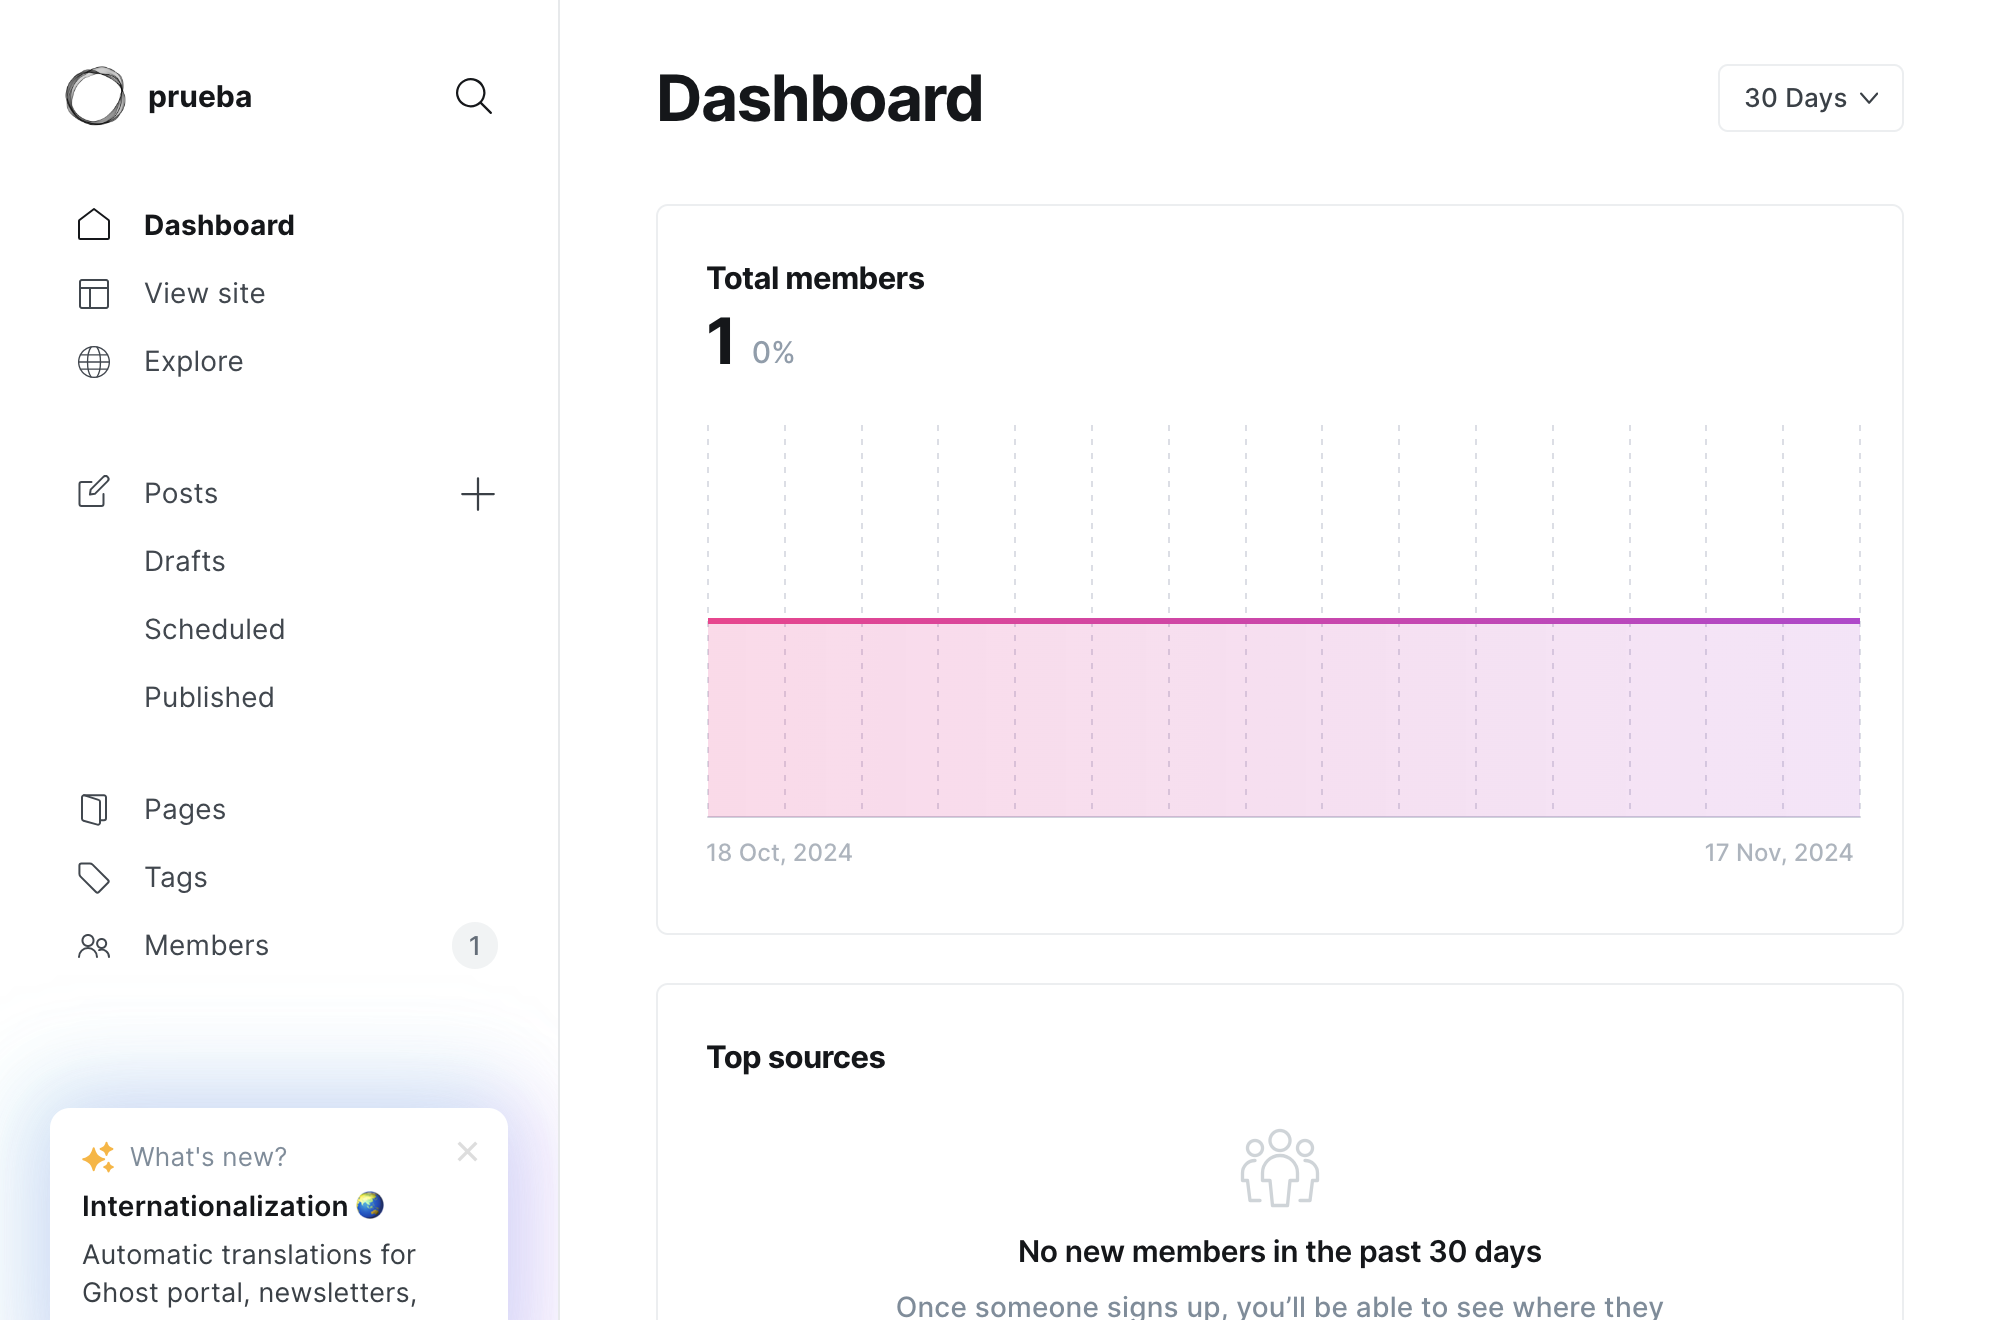 prueba
Dashboard
View site
Explore
Posts
Drafts
Scheduled
Published
Pages
Tags
Members 1
What's new?
Internationalization 🌏
Automatic translations for
Ghost portal, newsletters,
Dashboard
30 Days
Total members
1 0%
18 Oct, 2024 17 Nov, 2024
Top sources
No new members in the past 30 days
Once someone signs up, you’ll be able to see where they